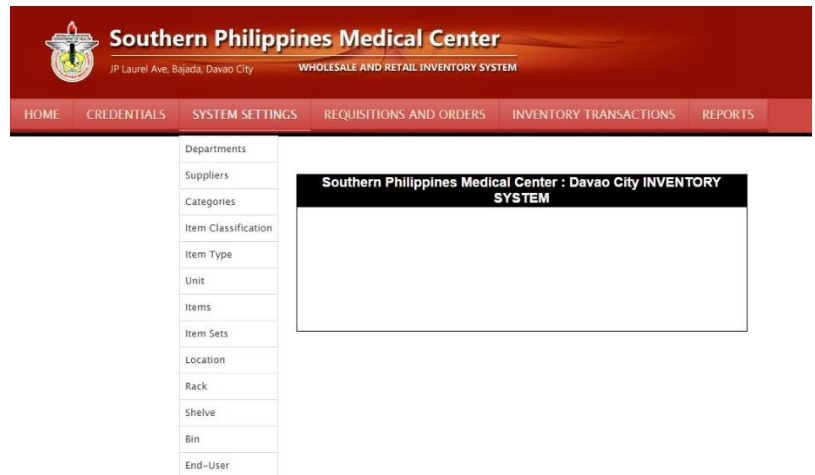 Southern Philippines Medical Center
JP Laurel Ave, Bajada, Davao City WHOLESALE AND RETAIL INVENTORY SYSTEM
HOME CREDENTIALS SYSTEM SETTINGS REQUISITIONS AND ORDERS INVENTORY TRANSACTIONS REPORTS
Departments
Suppliers
Categories
Item Classification
Item Type
Unit
Items
Item Sets
Location
Rack
Shelve
Bin
End-User
Southern Philippines Medical Center : Davao City INVENTORY
SYSTEM